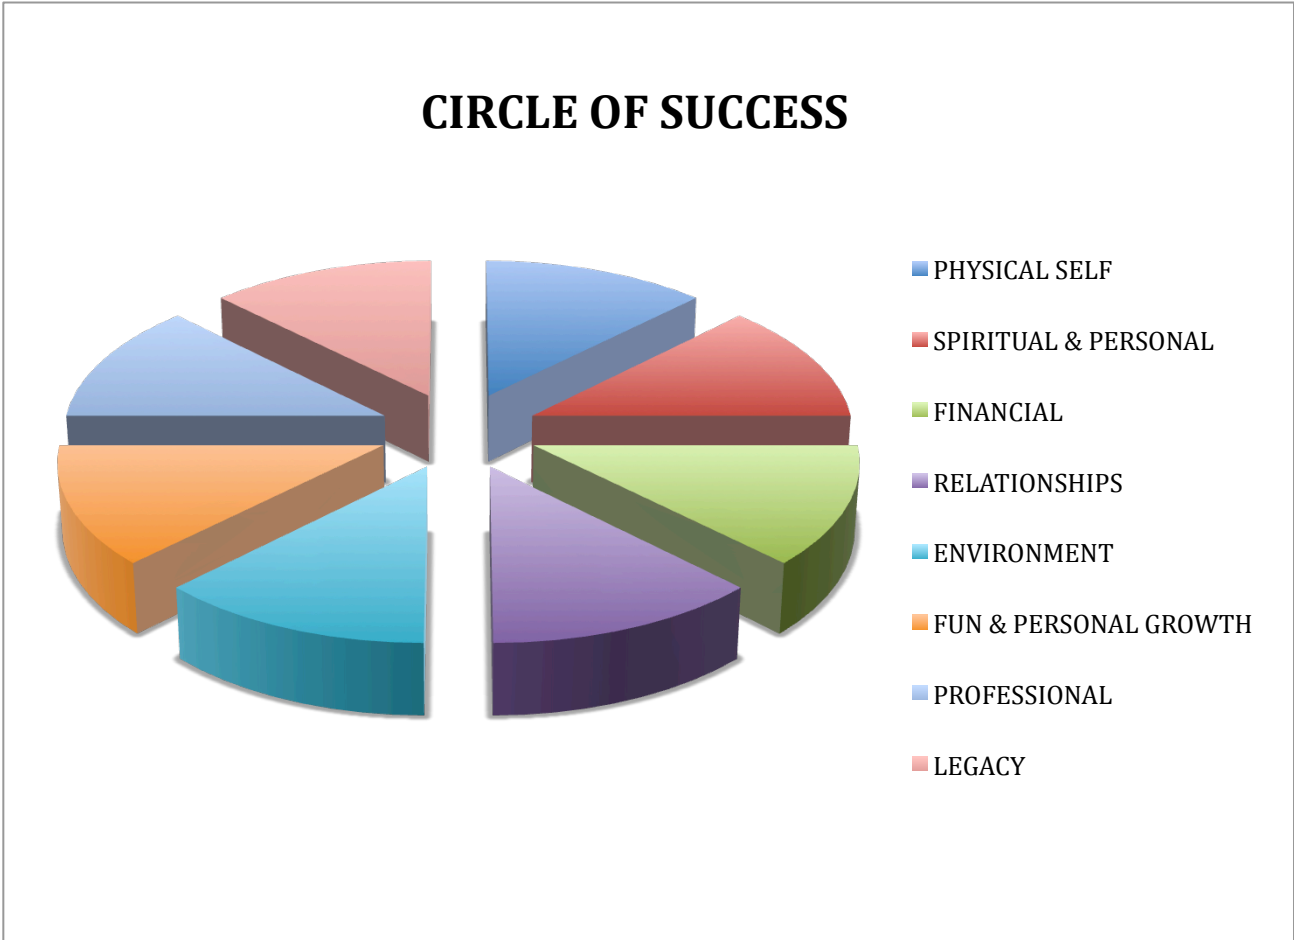 CIRCLE OF SUCCESS
PHYSICAL SELF
SPIRITUAL & PERSONAL
FINANCIAL
RELATIONSHIPS
ENVIRONMENT
FUN & PERSONAL GROWTH
PROFESSIONAL
LEGACY